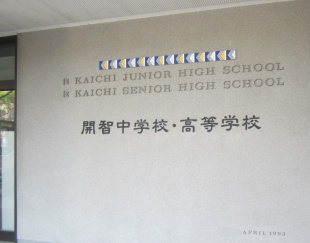 KAICHI JUNIOR HIGH SCHOOL
KAICHI SENIOR HIGH SCHOOL
開智中学校・高等学校